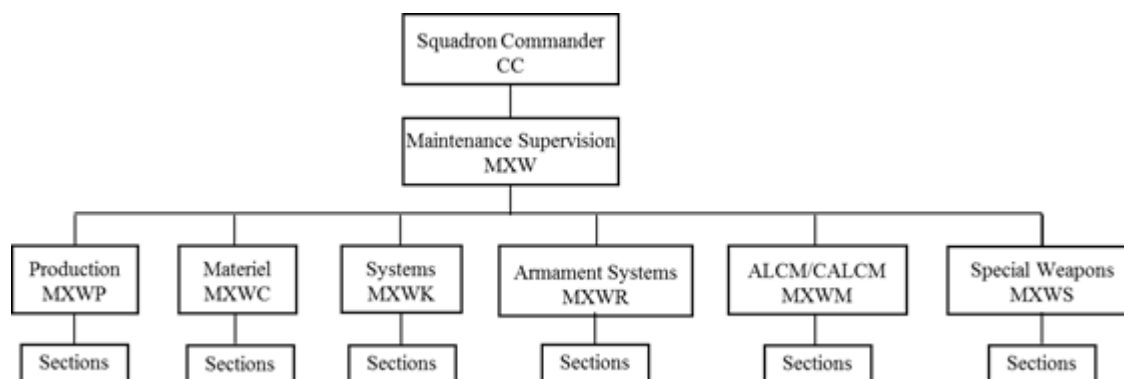 Squadron Commander
CC
Maintenance Supervision
MXW
Production
MXWP
Materiel
MXWC
Systems
MXWK
Armament Systems
MXWR
ALCM/CALCM
MXWM
Special Weapons
MXWS
Sections
Sections
Sections
Sections
Sections
Sections